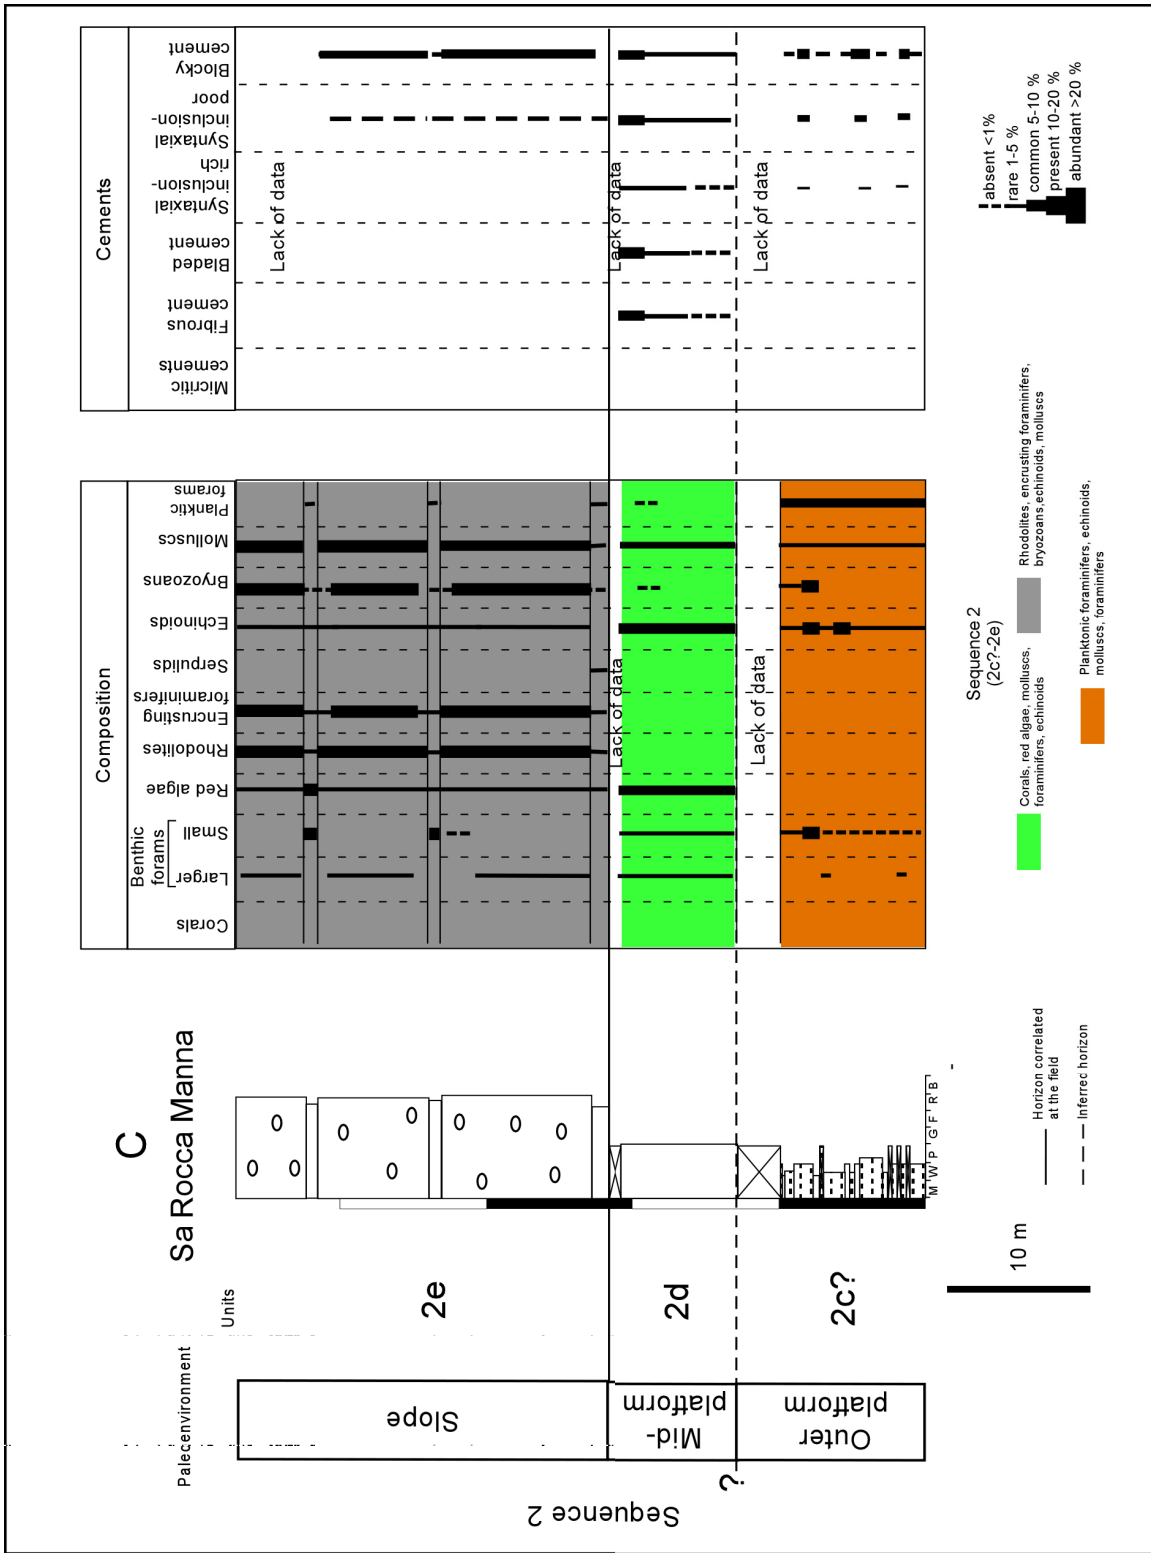 C
Sa Rocca Manna
Paleoenvironment
Units
Composition
Cements
Corals
Benthic
forams
Larger
Small
Red algae
Rhodolites
Encrusting
foraminifers
Serpulids
Echinoids
Bryozoans
Molluscs
Planktic
forams
Micritic
cements
Fibrous
cement
Bladed
cement
Syntaxial
inclusion-
rich
Syntaxial
inclusion-
poor
Blocky
cement
Sequence 2
Slope
2e
Lack of data
Mid-
platform
2d
Lack of data
Lack of data
?
Outer
platform
2c?
Lack of data
Lack of data
M W P G F R B
10 m
Horizon correlated
at the field
Inferred horizon
Sequence 2
(2c?-2e)
Corals, red algae, molluscs,
foraminifers, echinoids
Rhodolites, encrusting foraminifers,
bryozoans,echinoids, molluscs
Planktonic foraminifers, echinoids,
molluscs, foraminifers
absent <1%
rare 1-5 %
common 5-10 %
present 10-20 %
abundant >20 %